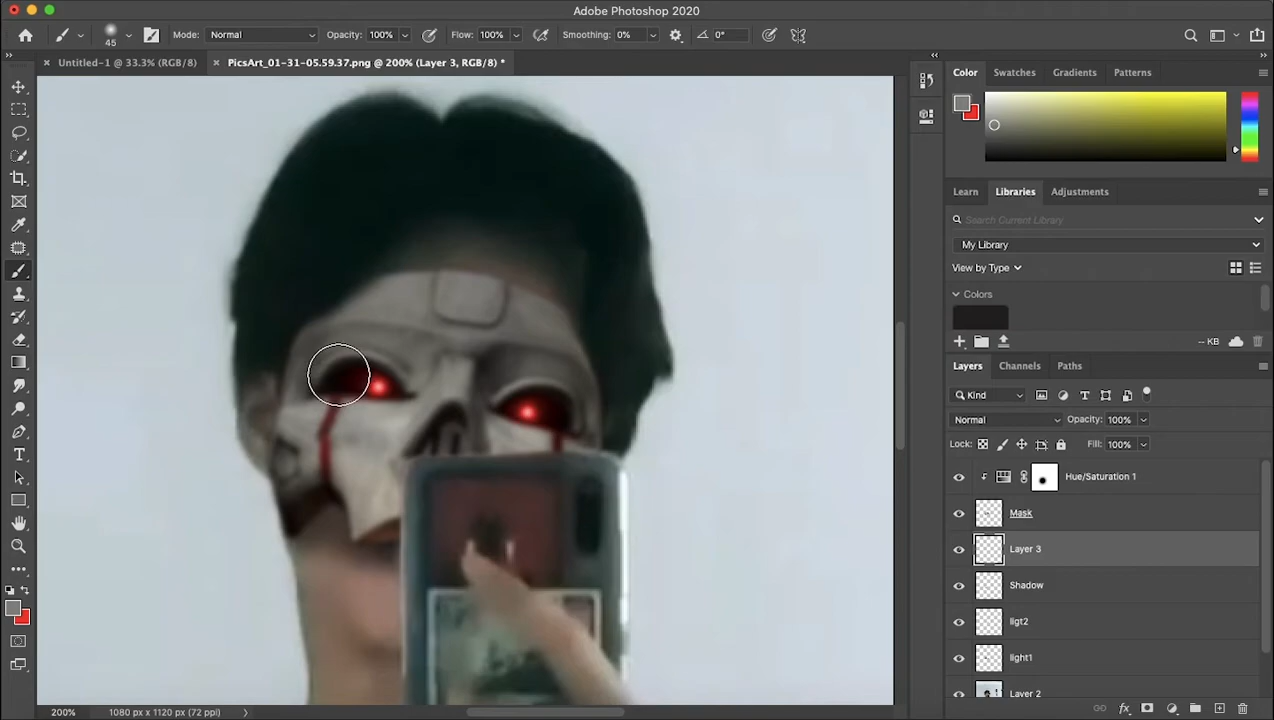 Adobe Photoshop 2020
45 Mode: Normal Opacity: 100% Flow: 100% Smoothing: 0% 0°
Untitled-1 @ 33.3% (RGB/8) PicsArt_01-31-05.59.37.png @ 200% (Layer 3, RGB/8) *
Color Swatches Gradients Patterns
Learn Libraries Adjustments
Search Current Library
My Library
View by Type
Colors
-- KB
Layers Channels Paths
Kind
Normal Opacity: 100%
Lock: Fill: 100%
Hue/Saturation 1
Mask
Layer 3
Shadow
ligt2
light1
Layer 2
200% 1080 px x 1120 px (72 ppi)